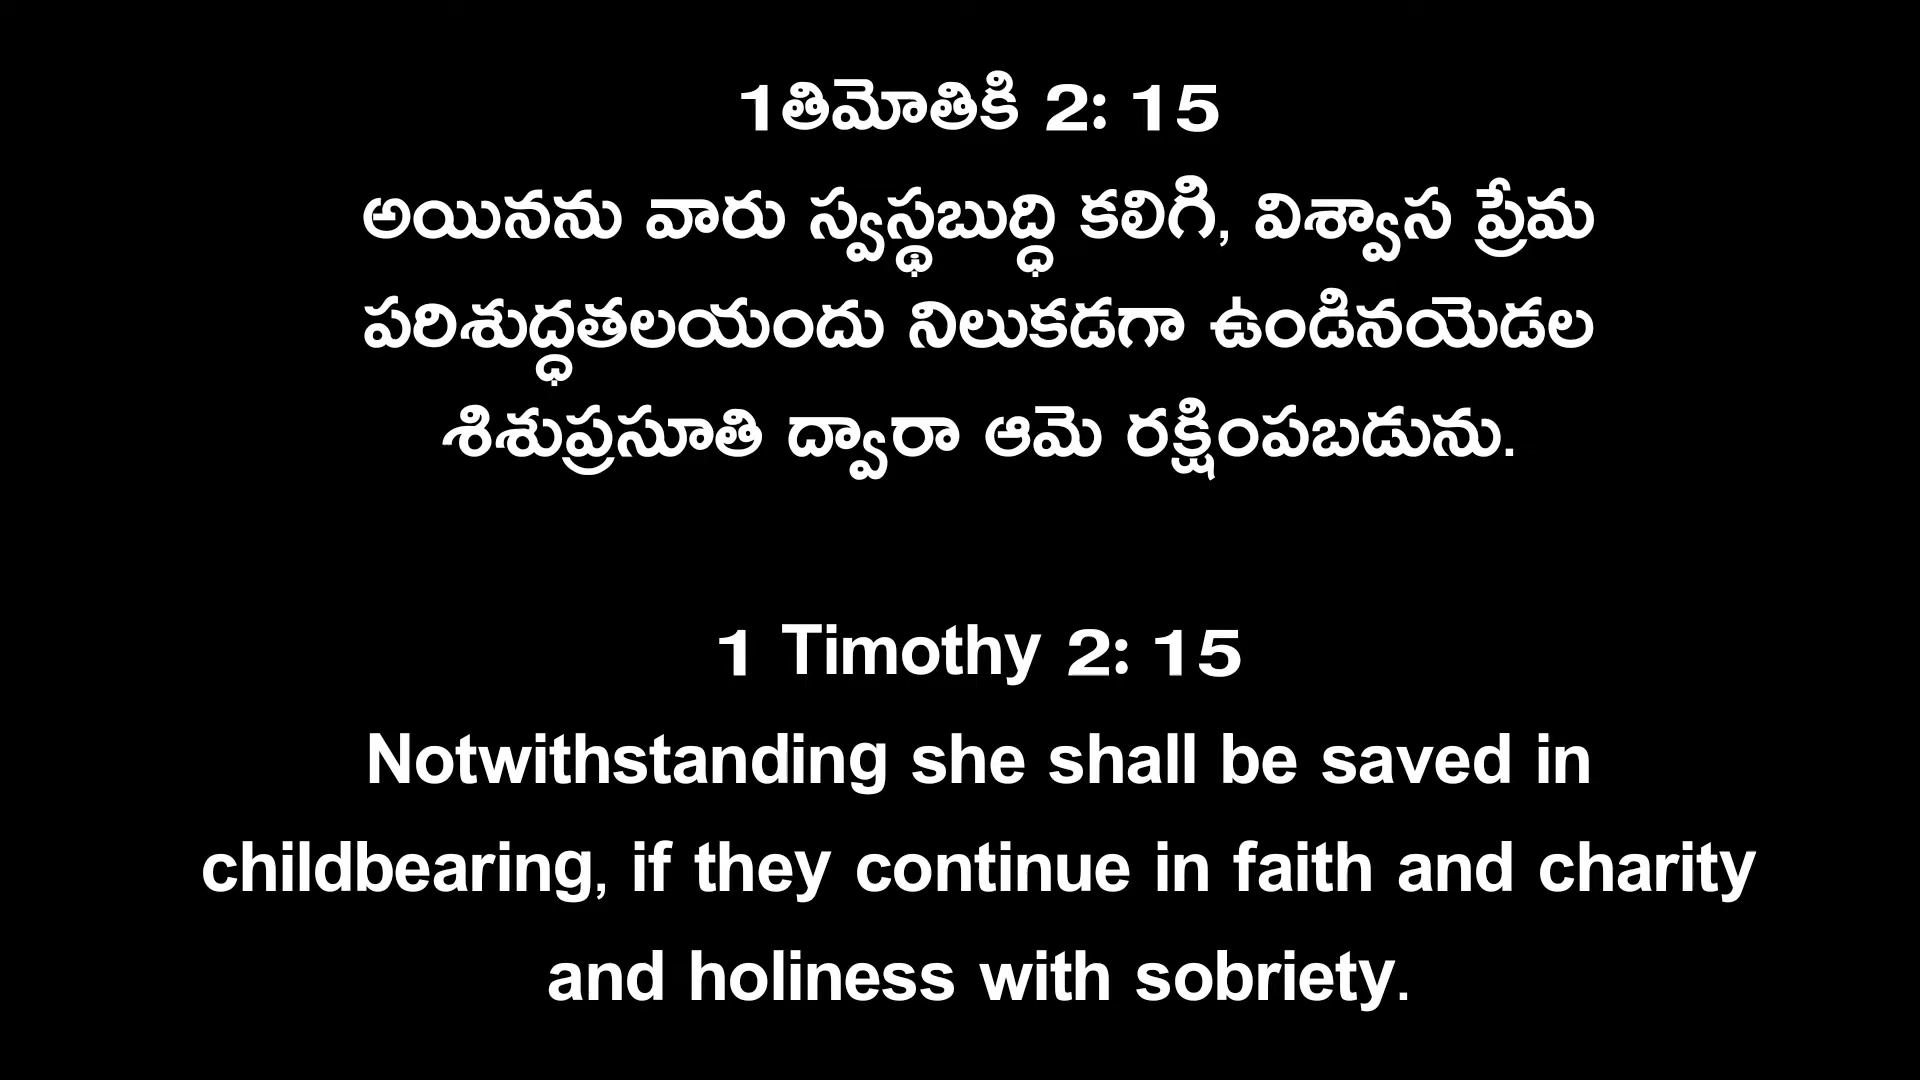 1తిమోతికి 2: 15
అయినను వారు స్వస్థబుద్ధి కలిగి, విశ్వాస ప్రేమ
పరిశుద్ధతలయందు నిలుకడగా ఉండినయెడల
శిశుప్రసూతి ద్వారా ఆమె రక్షింపబడును.
1 Timothy 2: 15
Notwithstanding she shall be saved in
childbearing, if they continue in faith and charity
and holiness with sobriety.